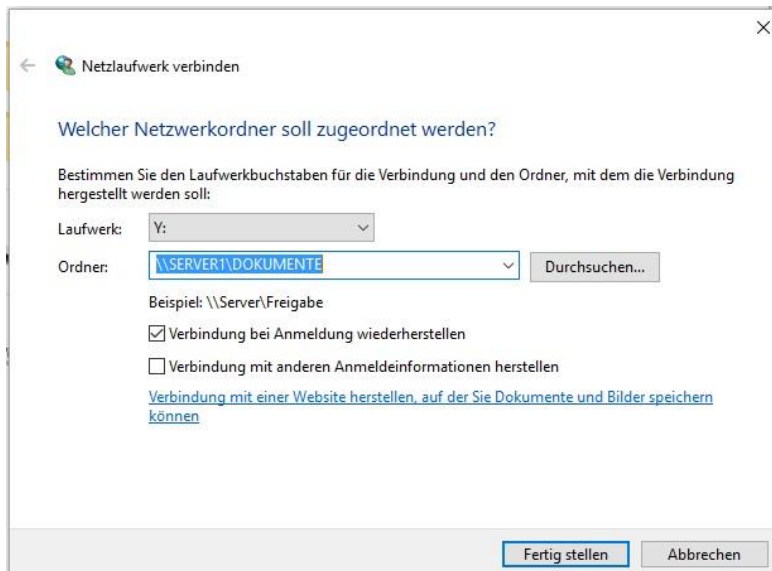 Netzlaufwerk verbinden
Welcher Netzwerkordner soll zugeordnet werden?
Bestimmen Sie den Laufwerkbuchstaben für die Verbindung und den Ordner, mit dem die Verbindung
hergestellt werden soll:
Laufwerk: Y:
Ordner: \\SERVER1\DOKUMENTE Durchsuchen...
Beispiel: \\Server\Freigabe
Verbindung bei Anmeldung wiederherstellen
Verbindung mit anderen Anmeldeinformationen herstellen
Verbindung mit einer Website herstellen, auf der Sie Dokumente und Bilder speichern
können
Fertig stellen Abbrechen